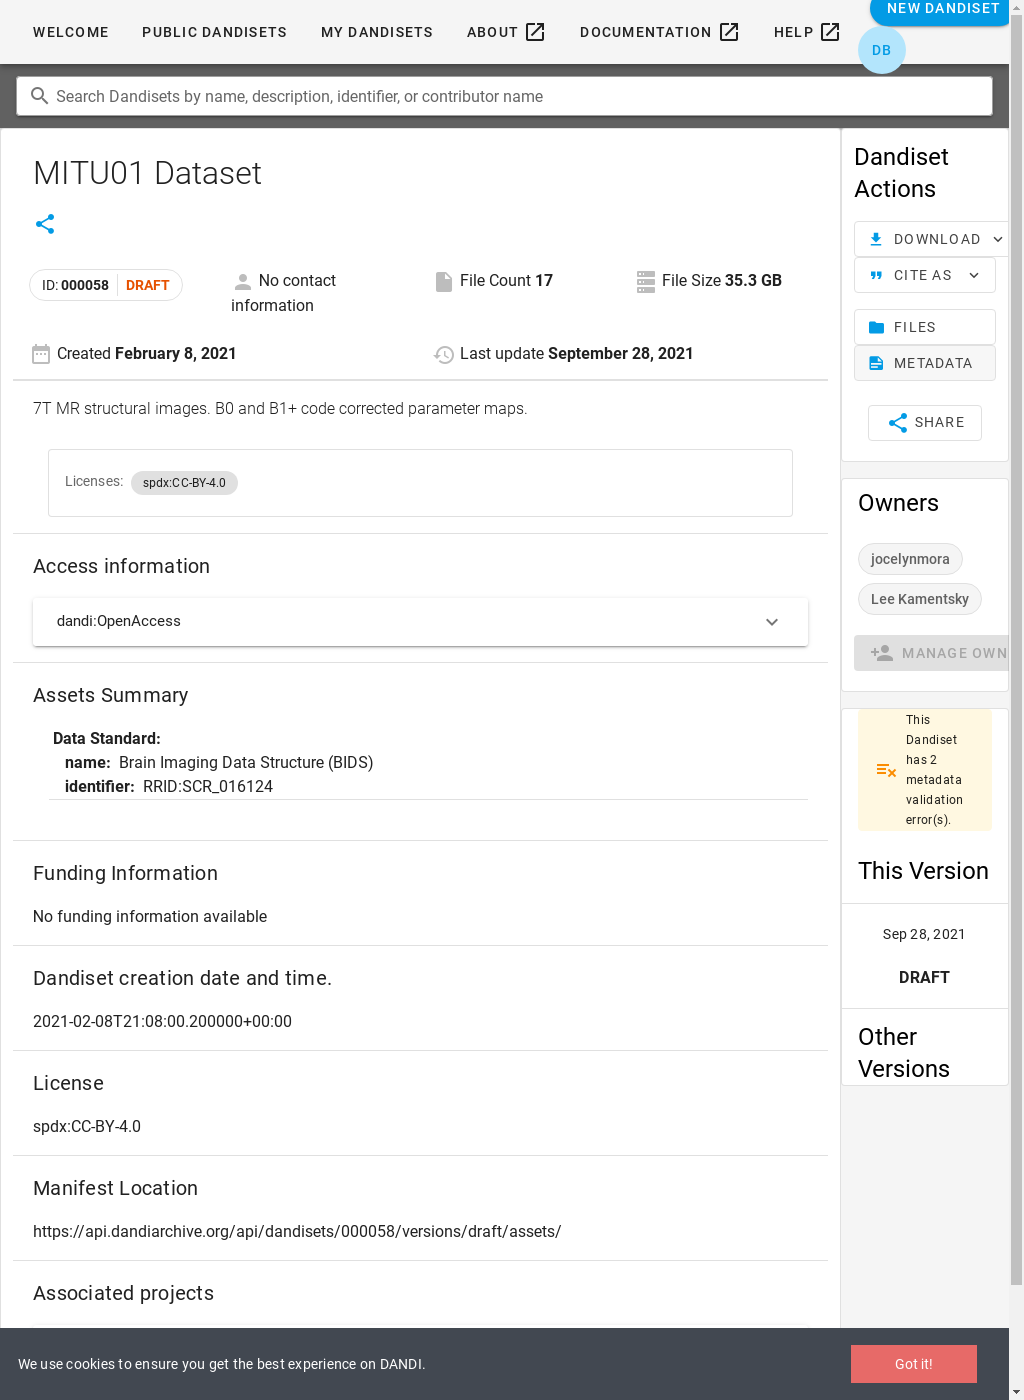 WELCOME
PUBLIC DANDISETS
MY DANDISETS
ABOUT
DOCUMENTATION
HELP
NEW DANDISET
DB
Search Dandisets by name, description, identifier, or contributor name
MITU01 Dataset
ID: 000058 DRAFT
No contact
information
File Count 17
File Size 35.3 GB
Created February 8, 2021
Last update September 28, 2021
7T MR structural images. B0 and B1+ code corrected parameter maps.
Licenses: spdx:CC-BY-4.0
Access information
dandi:OpenAccess
Assets Summary
Data Standard:
name: Brain Imaging Data Structure (BIDS)
identifier: RRID:SCR_016124
Funding Information
No funding information available
Dandiset creation date and time.
2021-02-08T21:08:00.200000+00:00
License
spdx:CC-BY-4.0
Manifest Location
https://api.dandiarchive.org/api/dandisets/000058/versions/draft/assets/
Associated projects
Dandiset
Actions
DOWNLOAD
CITE AS
FILES
METADATA
SHARE
Owners
jocelynmora
Lee Kamentsky
MANAGE OWN
This
Dandiset
has 2
metadata
validation
error(s).
This Version
Sep 28, 2021
DRAFT
Other
Versions
We use cookies to ensure you get the best experience on DANDI.
Got it!